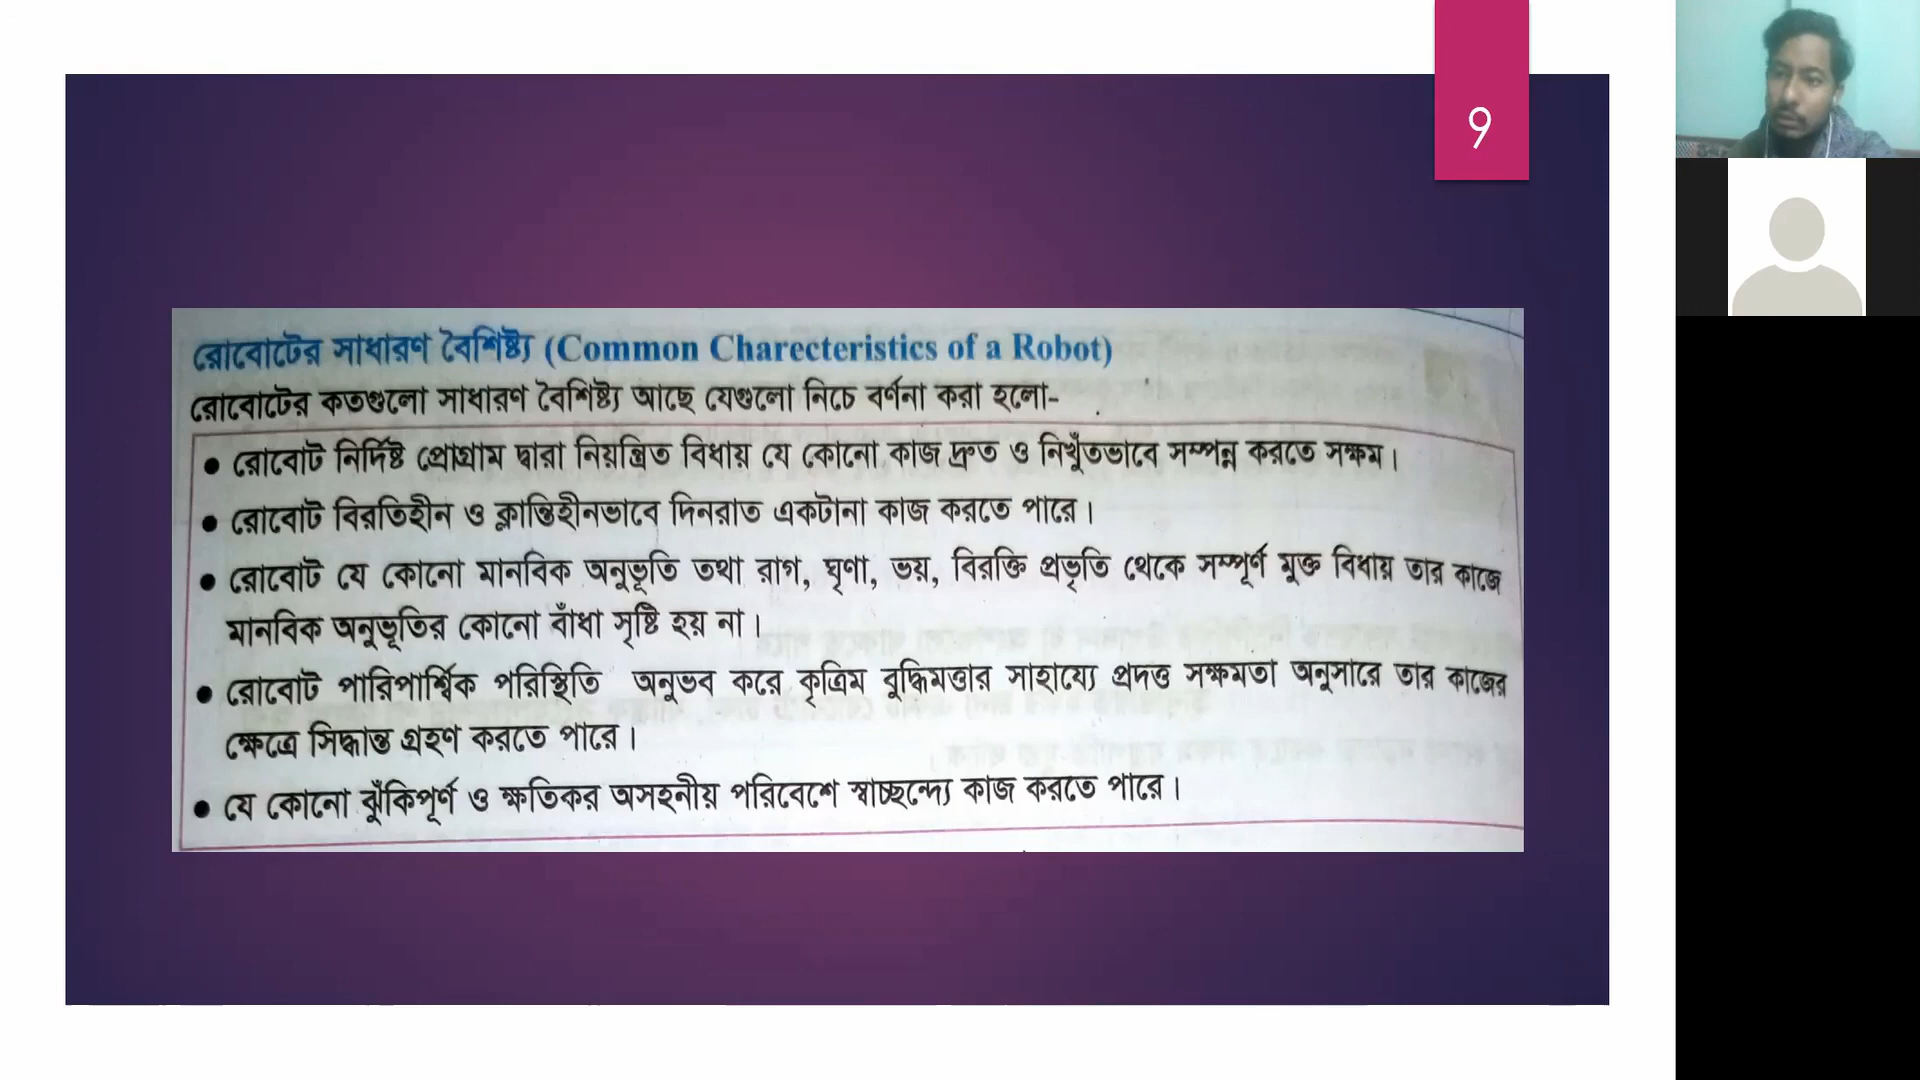 9
রোবোটের সাধারণ বৈশিষ্ট্য (Common Charecteristics of a Robot)
রোবোটের কতগুলো সাধারণ বৈশিষ্ট্য আছে যেগুলো নিচে বর্ণনা করা হলো-
● রোবোট নির্দিষ্ট প্রোগ্রাম দ্বারা নিয়ন্ত্রিত বিধায় যে কোনো কাজ দ্রুত ও নিখুঁতভাবে সম্পন্ন করতে সক্ষম।
● রোবোট বিরতিহীন ও ক্লান্তিহীনভাবে দিনরাত একটানা কাজ করতে পারে।
● রোবোট যে কোনো মানবিক অনুভূতি তথা রাগ, ঘৃণা, ভয়, বিরক্তি প্রভৃতি থেকে সম্পূর্ণ মুক্ত বিধায় তার কাজে
মানবিক অনুভূতির কোনো বাঁধা সৃষ্টি হয় না।
● রোবোট পারিপার্শ্বিক পরিস্থিতি অনুভব করে কৃত্রিম বুদ্ধিমত্তার সাহায্যে প্রদত্ত সক্ষমতা অনুসারে তার কাজের
ক্ষেত্রে সিদ্ধান্ত গ্রহণ করতে পারে।
● যে কোনো ঝুঁকিপূর্ণ ও ক্ষতিকর অসহনীয় পরিবেশে স্বাচ্ছন্দ্যে কাজ করতে পারে।